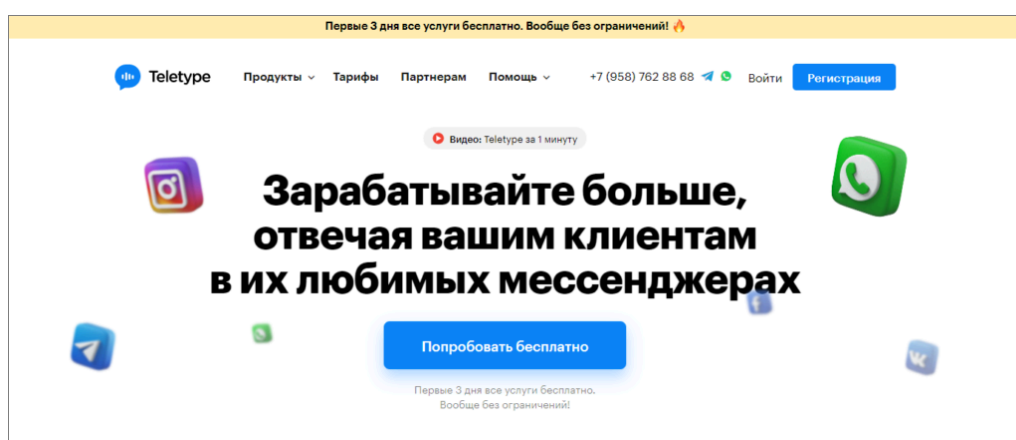 Первые 3 дня все услуги бесплатно. Вообще без ограничений! 🔥
Teletype Продукты Тарифы Партнерам Помощь +7 (958) 762 88 68 Войти Регистрация
Видео: Teletype за 1 минуту
Зарабатывайте больше,
отвечая вашим клиентам
в их любимых мессенджерах
Попробовать бесплатно
Первые 3 дня все услуги бесплатно.
Вообще без ограничений!